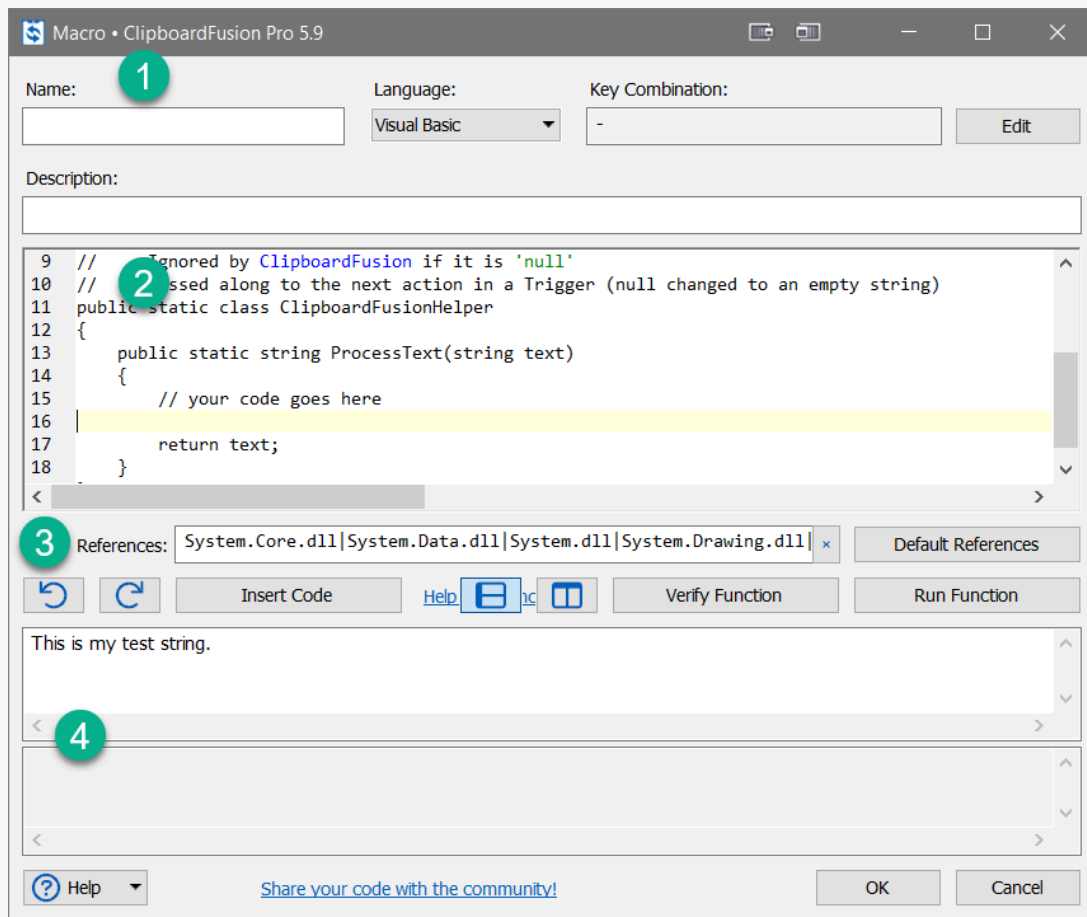 Macro • ClipboardFusion Pro 5.9
1
Name:
Language:
Key Combination:
Visual Basic
-
Edit
Description:
9 // Ignored by ClipboardFusion if it is 'null'
2
10 // ssed along to the next action in a Trigger (null changed to an empty string)
11 public static class ClipboardFusionHelper
12 {
13 public static string ProcessText(string text)
14 {
15 // your code goes here
16
17 return text;
18 }
3
References: System.Core.dll|System.Data.dll|System.dll|System.Drawing.dll| ×
Default References
Insert Code
Help
Verify Function
Run Function
This is my test string.
4
? Help
Share your code with the community!
OK
Cancel